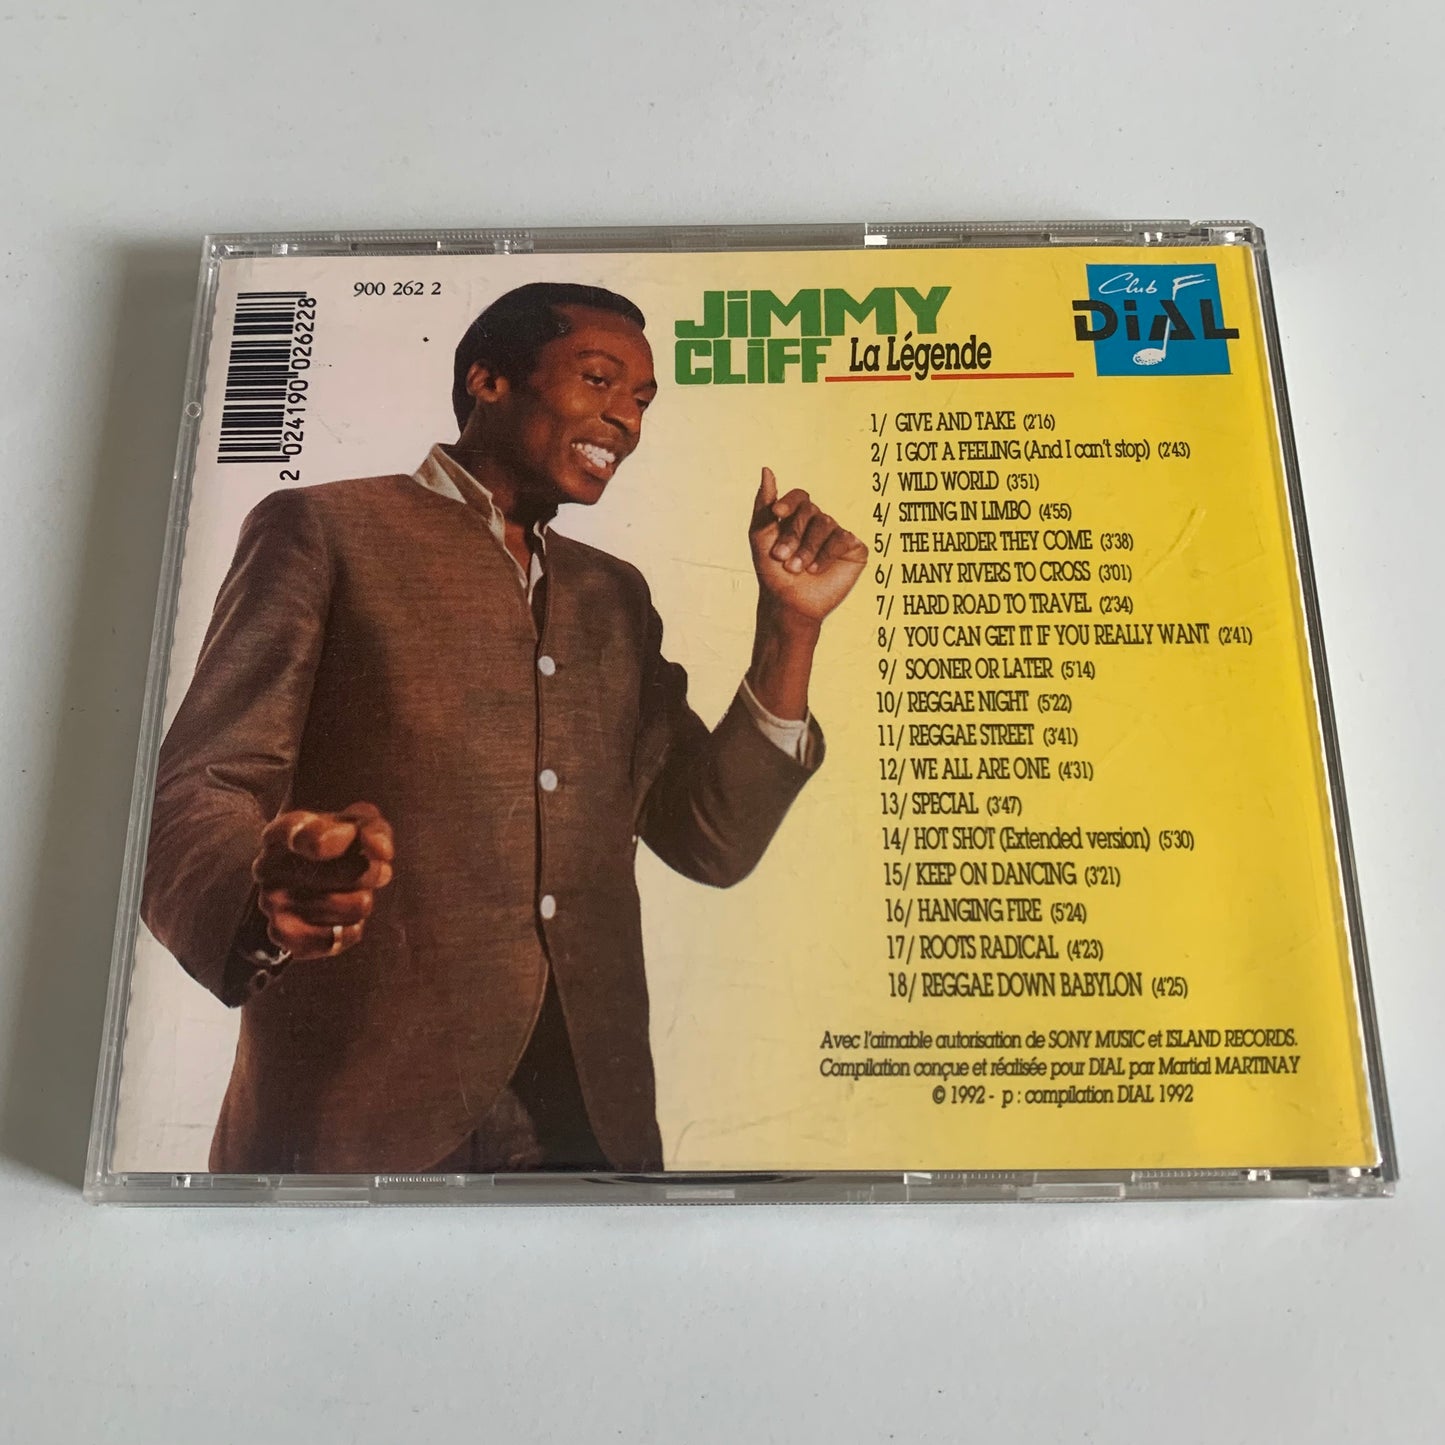 900 262 2
2 024190 026228
JiMMY
CLiFF La Légende
Club F
DiAL
1/ GIVE AND TAKE (2'16)
2/ I GOT A FEELING (And I can't stop) (2'43)
3/ WILD WORLD (3'51)
4/ SITTING IN LIMBO (4'55)
5/ THE HARDER THEY COME (3'38)
6/ MANY RIVERS TO CROSS (3'01)
7/ HARD ROAD TO TRAVEL (2'34)
8/ YOU CAN GET IT IF YOU REALLY WANT (2'41)
9/ SOONER OR LATER (5'14)
10/ REGGAE NIGHT (5'22)
11/ REGGAE STREET (3'41)
12/ WE ALL ARE ONE (4'31)
13/ SPECIAL (3'47)
14/ HOT SHOT (Extended version) (5'30)
15/ KEEP ON DANCING (3'21)
16/ HANGING FIRE (5'24)
17/ ROOTS RADICAL (4'23)
18/ REGGAE DOWN BABYLON (4'25)
Avec l'aimable autorisation de SONY MUSIC et ISLAND RECORDS.
Compilation conçue et réalisée pour DIAL par Martial MARTINAY
© 1992 - p : compilation DIAL 1992